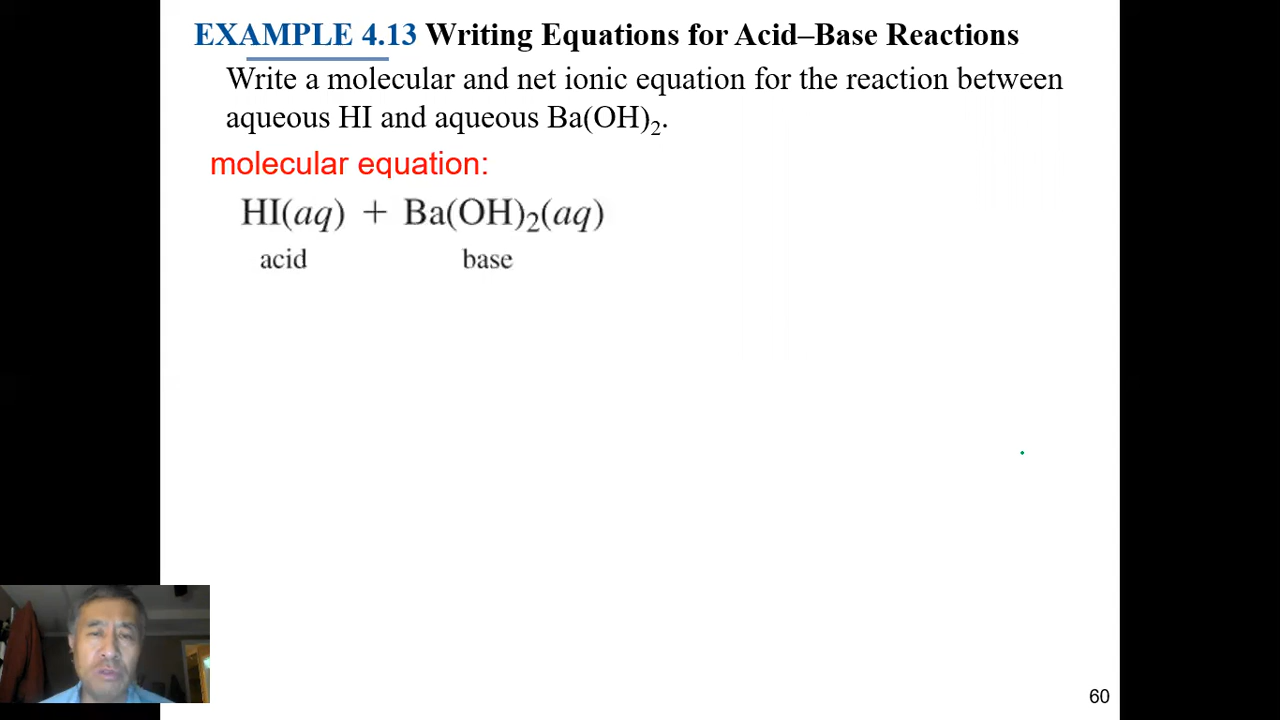 EXAMPLE 4.13 Writing Equations for Acid–Base Reactions
Write a molecular and net ionic equation for the reaction between
aqueous HI and aqueous Ba(OH)₂.
molecular equation:
HI(aq) + Ba(OH)₂(aq)
acid base
60